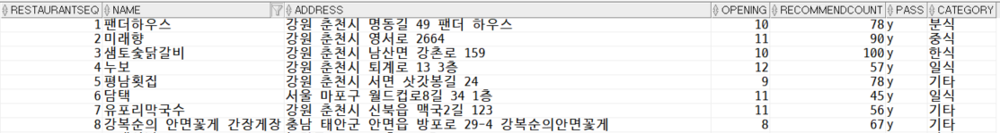 RESTAURANTSEQ NAME ADDRESS OPENING RECOMMENDCOUNT PASS CATEGORY
1 팬더하우스 강원 춘천시 명동길 49 팬더 하우스 10 78 y 분식
2 미래향 강원 춘천시 영서로 2664 11 90 y 중식
3 샘토숯닭갈비 강원 춘천시 남산면 강촌로 159 10 100 y 한식
4 누보 강원 춘천시 퇴계로 13 3층 12 57 y 일식
5 평남횟집 강원 춘천시 서면 삿갓봉길 24 9 78 y 기타
6 담택 서울 마포구 월드컵로8길 34 1층 11 45 y 일식
7 유포리막국수 강원 춘천시 신북읍 맥국2길 123 11 56 y 기타
8 강복순의 안면꽃게 간장게장 충남 태안군 안면읍 방포로 29-4 강복순의안면꽃게 8 67 y 기타